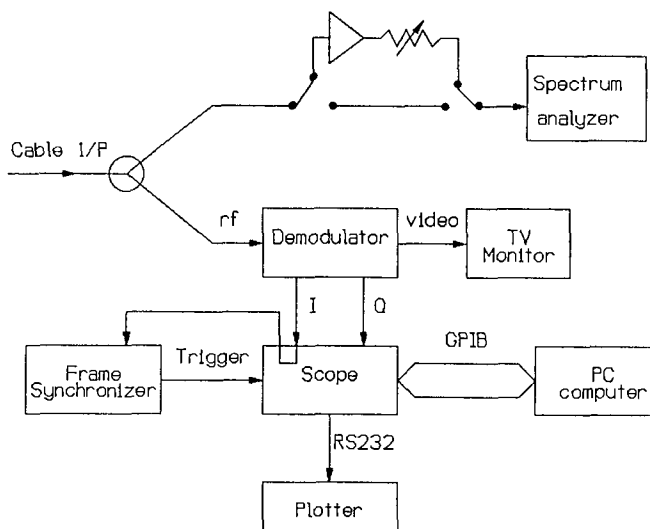 Spectrum
analyzer
Cable I/P
rf
Demodulator
video
TV
Monitor
I
Q
GPIB
Frame
Synchronizer
Trigger
Scope
PC
computer
RS232
Plotter